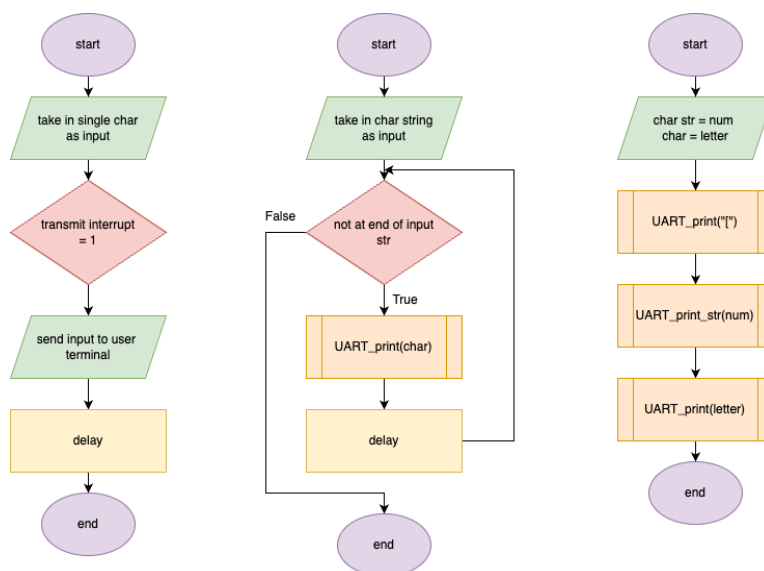 start
take in single char
as input
transmit interrupt
= 1
send input to user
terminal
delay
end
start
take in char string
as input
False
not at end of input
str
True
UART_print(char)
delay
end
start
char str = num
char = letter
UART_print("[")
UART_print_str(num)
UART_print(letter)
end